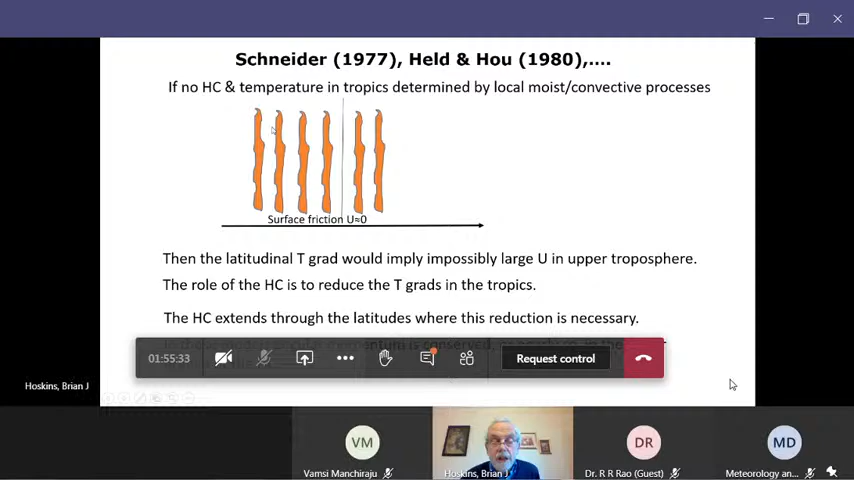 Schneider (1977), Held & Hou (1980),....
If no HC & temperature in tropics determined by local moist/convective processes
Surface friction U≈0
Then the latitudinal T grad would imply impossibly large U in upper troposphere.
The role of the HC is to reduce the T grads in the tropics.
The HC extends through the latitudes where this reduction is necessary.
01:55:33
Request control
Hoskins, Brian J
VM
DR
MD
Vamsi Manchiraju
Hoskins, Brian J
Dr. R R Rao (Guest)
Meteorology an...